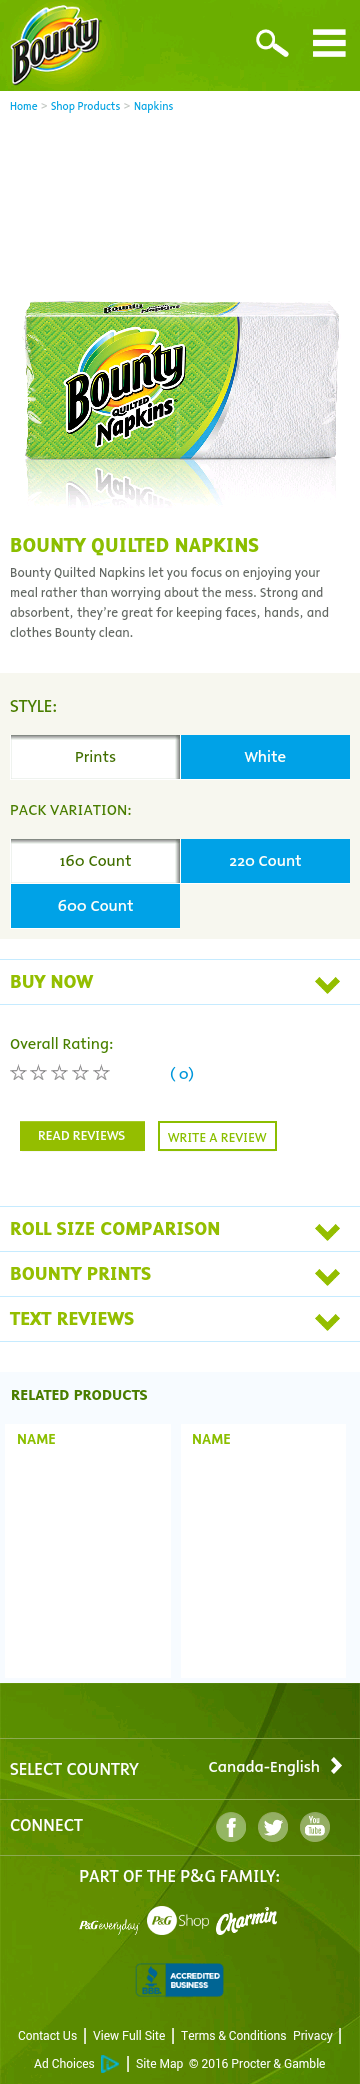 Bounty
Home > Shop Products > Napkins
Bounty
Bounty
QUILTED
Napkins
BOUNTY QUILTED NAPKINS
Bounty Quilted Napkins let you focus on enjoying your
meal rather than worrying about the mess. Strong and
absorbent, they're great for keeping faces, hands, and
clothes Bounty clean.
STYLE:
Prints White
PACK VARIATION:
160 Count 220 Count
600 Count
BUY NOW
Overall Rating:
( 0)
READ REVIEWS WRITE A REVIEW
ROLL SIZE COMPARISON
BOUNTY PRINTS
TEXT REVIEWS
RELATED PRODUCTS
NAME NAME
SELECT COUNTRY Canada-English
CONNECT f You Tube
PART OF THE P&G FAMILY:
P&G everyday P&G Shop Charmin
BBB ACCREDITED
BUSINESS
Contact Us | View Full Site | Terms & Conditions Privacy |
Ad Choices | Site Map © 2016 Procter & Gamble